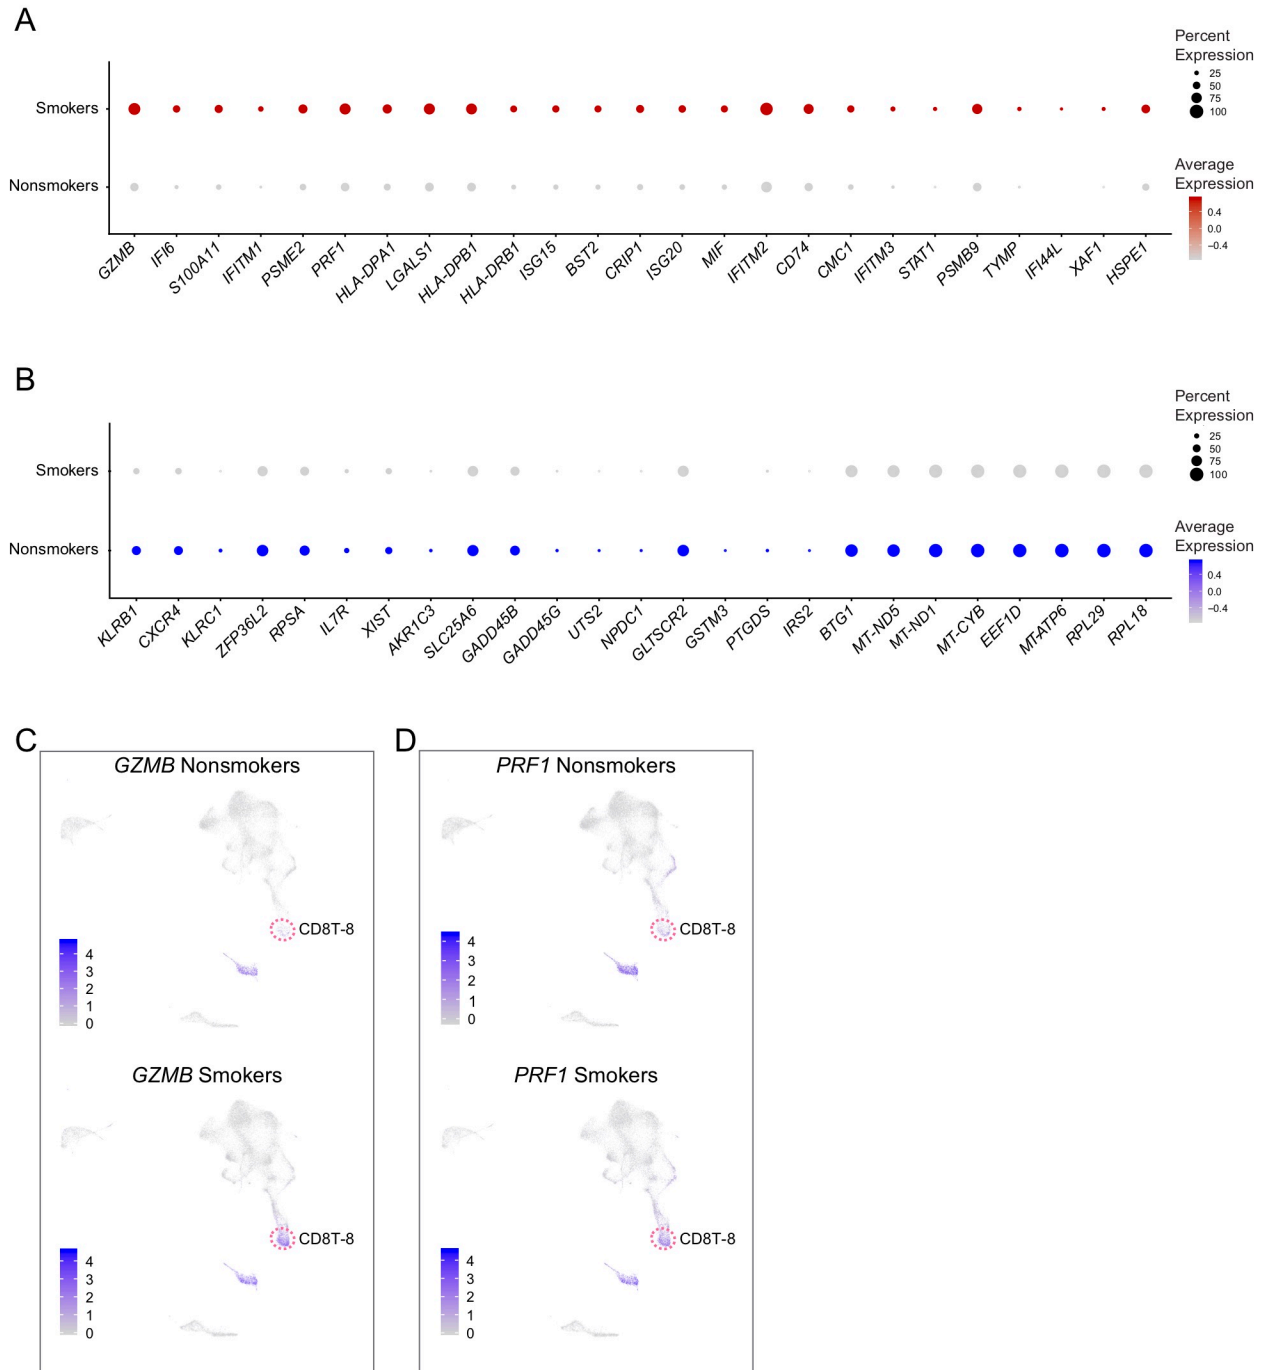 A
Percent
Expression
25
50
75
100
Smokers
Nonsmokers
Average
Expression
0.4
0.0
−0.4
GZMB
IFI6
S100A11
IFITM1
PSME2
PRF1
HLA-DPA1
LGALS1
HLA-DPB1
HLA-DRB1
ISG15
BST2
CRIP1
ISG20
MIF
IFITM2
CD74
CMC1
IFITM3
STAT1
PSMB9
TYMP
IFI44L
XAF1
HSPE1
B
Percent
Expression
25
50
75
100
Smokers
Nonsmokers
Average
Expression
0.4
0.0
−0.4
KLRB1
CXCR4
KLRC1
ZFP36L2
RPSA
IL7R
XIST
AKR1C3
SLC25A6
GADD45B
GADD45G
UTS2
NPDC1
GLTSCR2
GSTM3
PTGDS
IRS2
BTG1
MT-ND5
MT-ND1
MT-CYB
EEF1D
MT-ATP6
RPL29
RPL18
C
GZMB Nonsmokers
CD8T-8
4
3
2
1
0
GZMB Smokers
CD8T-8
4
3
2
1
0
D
PRF1 Nonsmokers
CD8T-8
4
3
2
1
0
PRF1 Smokers
CD8T-8
4
3
2
1
0